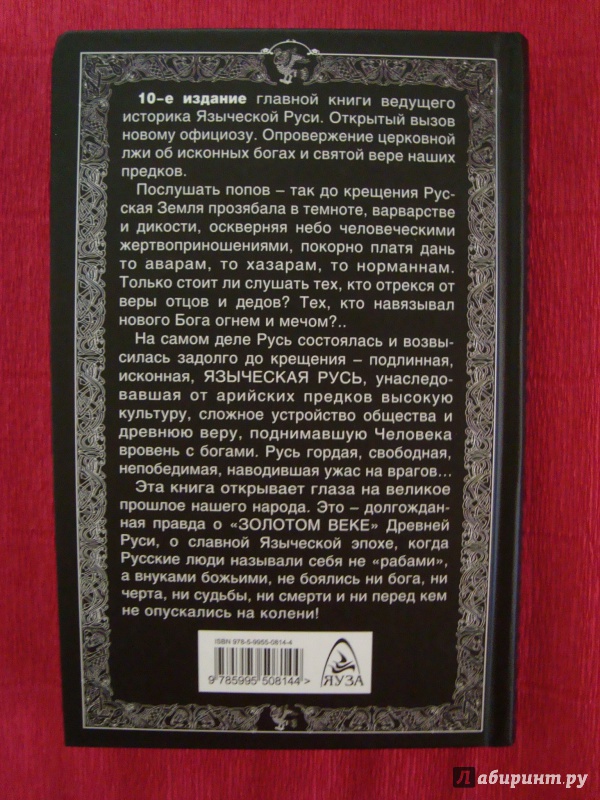 10-е издание главной книги ведущего
историка Языческой Руси. Открытый вызов
новому официозу. Опровержение церковной
лжи об исконных богах и святой вере наших
предков.
Послушать попов – так до крещения Рус-
ская Земля прозябала в темноте, варварстве
и дикости, оскверняя небо человеческими
жертвоприношениями, покорно платя дань
то аварам, то хазарам, то норманнам.
Только стоит ли слушать тех, кто отрекся от
веры отцов и дедов? Тех, кто навязывал
нового Бога огнем и мечом?..
На самом деле Русь состоялась и возвы-
силась задолго до крещения – подлинная,
исконная, ЯЗЫЧЕСКАЯ РУСЬ, унаследо-
вавшая от арийских предков высокую
культуру, сложное устройство общества и
древнюю веру, поднимавшую Человека
вровень с богами. Русь гордая, свободная,
непобедимая, наводившая ужас на врагов...
Эта книга открывает глаза на великое
прошлое нашего народа. Это – долгождан-
ная правда о «ЗОЛОТОМ ВЕКЕ» Древней
Руси, о славной Языческой эпохе, когда
Русские люди называли себя не «рабами»,
а внуками божьими, не боялись ни бога, ни
черта, ни судьбы, ни смерти и ни перед кем
не опускались на колени!
ISBN 978-5-9955-0814-4
9 785995 508144 >
ЯУЗА
Лабиринт.ру